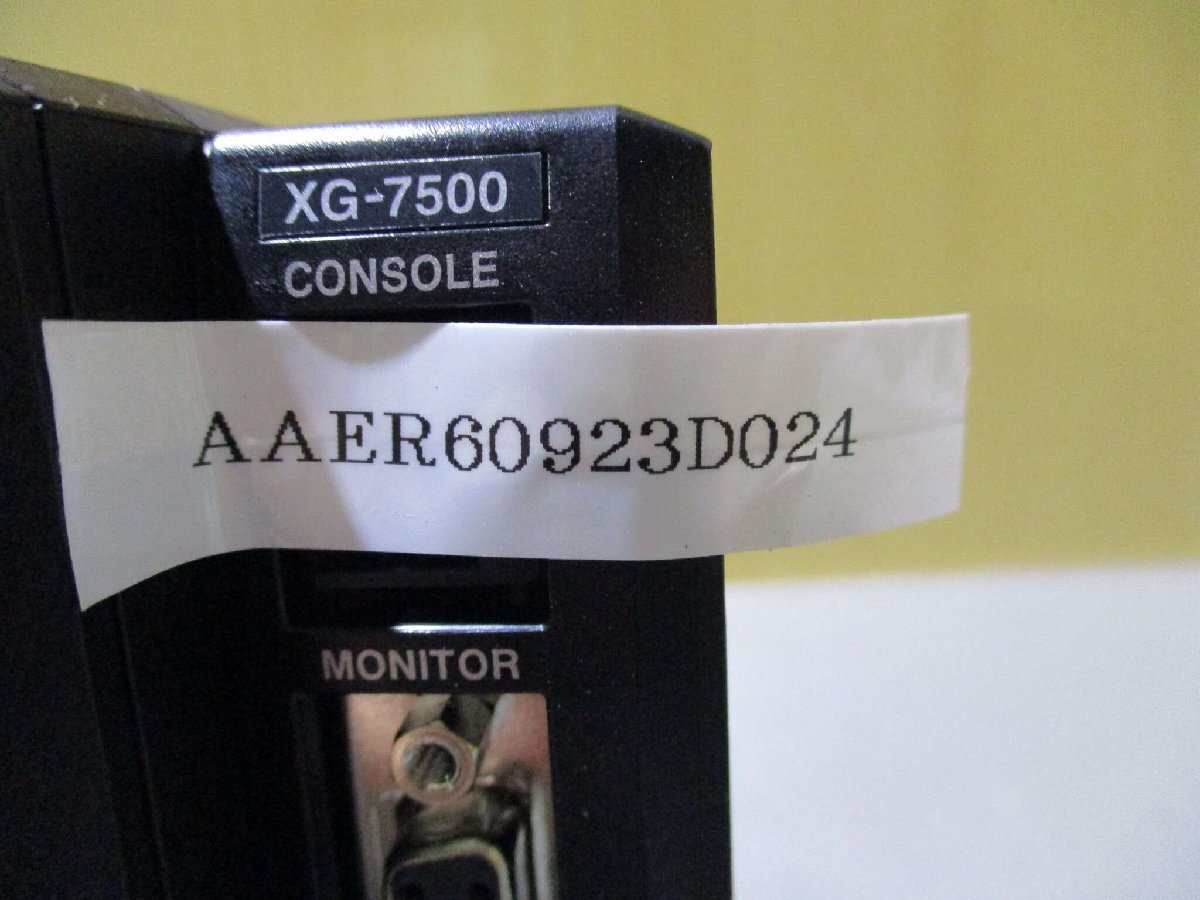 XG-7500
CONSOLE
AAER60923D024
MONITOR